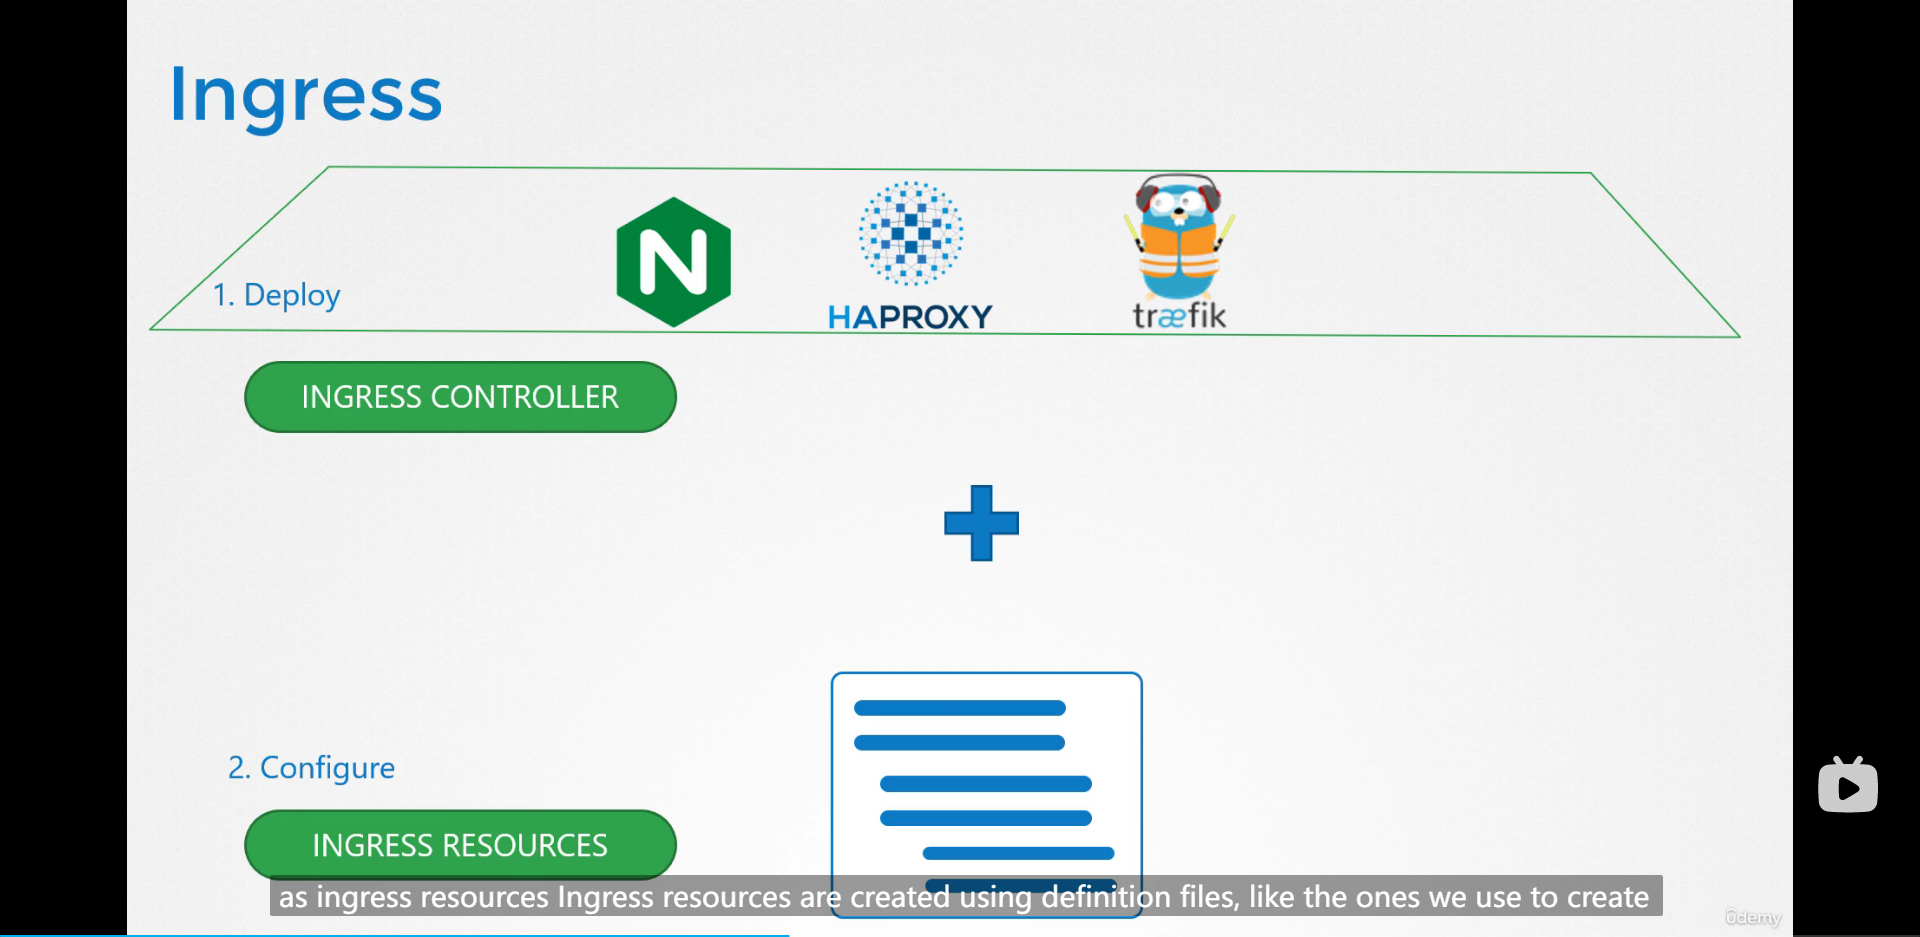 Ingress
1. Deploy
N
HAPROXY
træfik
INGRESS CONTROLLER
2. Configure
INGRESS RESOURCES
as ingress resources Ingress resources are created using definition files, like the ones we use to create
ûdemy